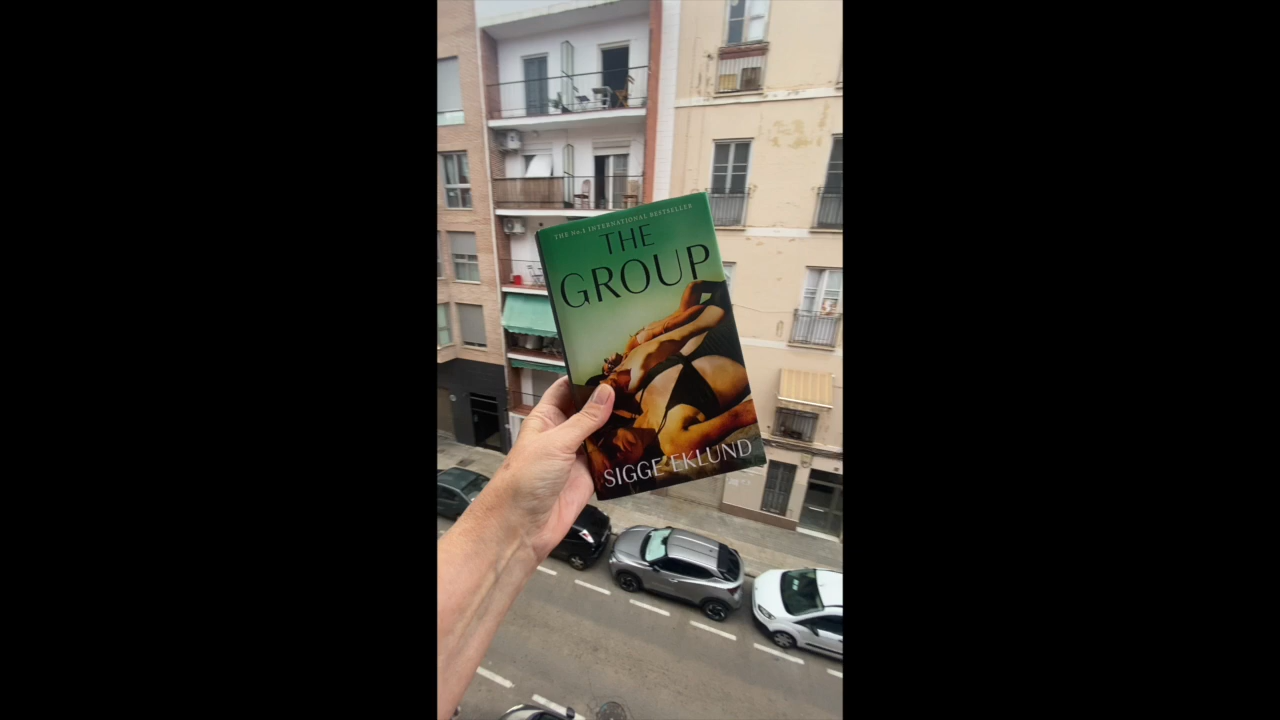 THE No.1 INTERNATIONAL BESTSELLER
THE
GROUP
SIGGE EKLUND